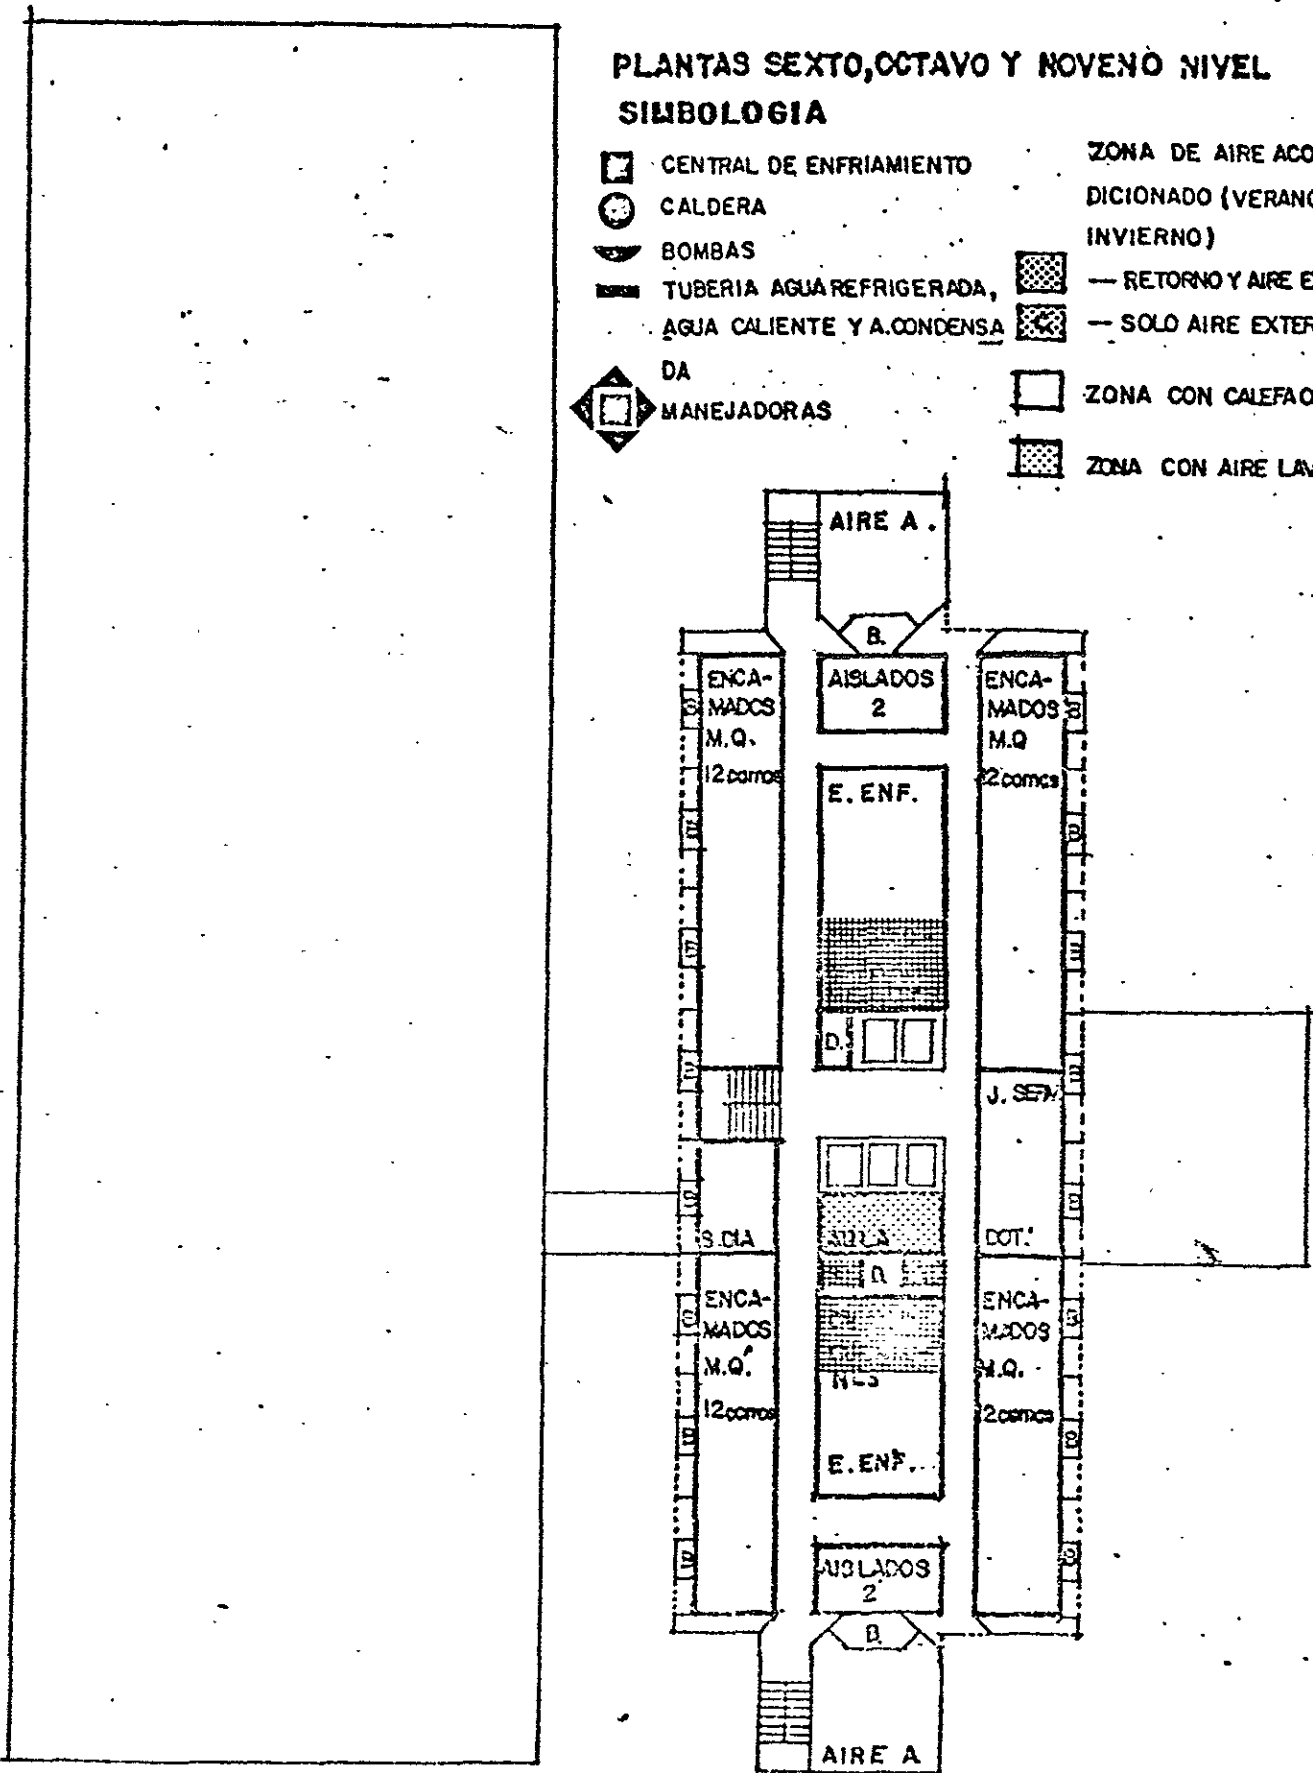 PLANTAS SEXTO, OCTAVO Y NOVENO NIVEL
SIMBOLOGIA
CENTRAL DE ENFRIAMIENTO
CALDERA
BOMBAS
TUBERIA AGUA REFRIGERADA,
AGUA CALIENTE Y A.CONDENSA
DA
MANEJADORAS
ZONA DE AIRE ACO
DICIONADO (VERANO
INVIERNO)
— RETORNO Y AIRE E
— SOLO AIRE EXTER
ZONA CON CALEFAC
ZONA CON AIRE LAV
AIRE A.
B.
ENCA-
MADOS
M.Q.
12 camas
AISLADOS
2
ENCA-
MADOS
M.Q
12 camas
E. ENF.
D.
J. SERV
S. DIA
AULA
DOT.
D.
ENCA-
MADOS
M.Q.
12 camas
NES
ENCA-
MADOS
M.Q.
12 camas
E. ENF.
AISLADOS
2
B.
AIRE A